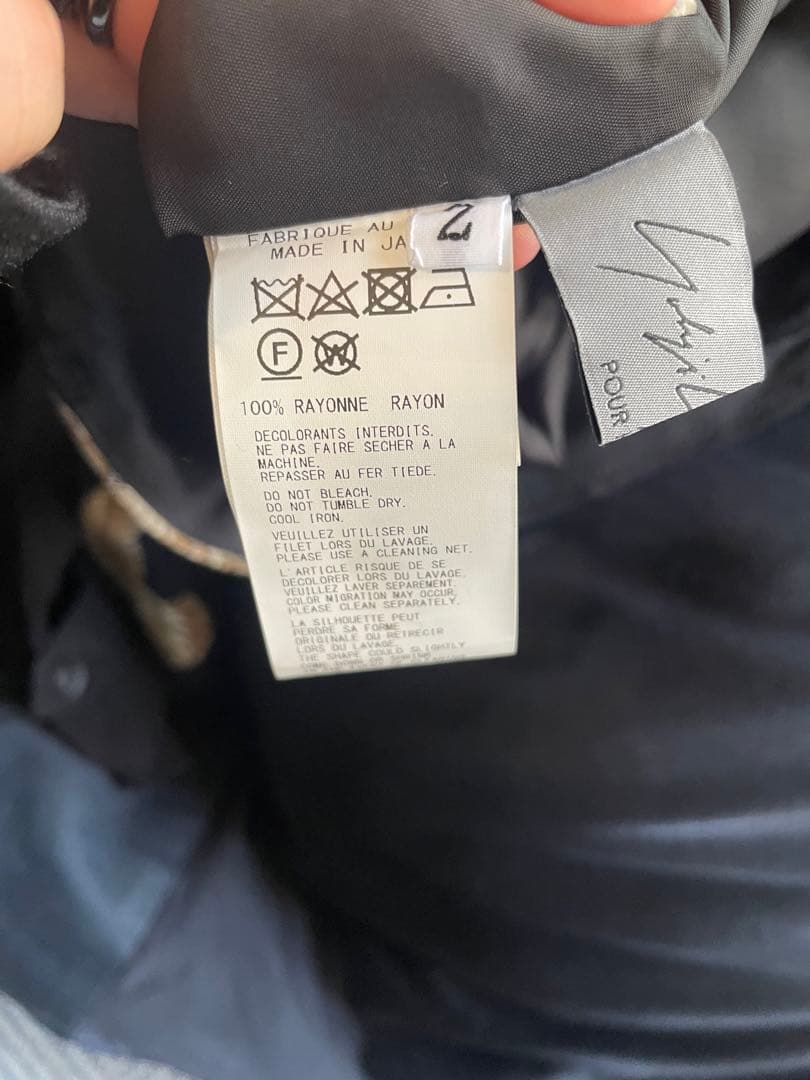 FABRIQUE AU
MADE IN JA
2
F
W
100% RAYONNE RAYON
DECOLORANTS INTERDITS.
NE PAS FAIRE SECHER A LA
MACHINE.
REPASSER AU FER TIEDE.
DO NOT BLEACH.
DO NOT TUMBLE DRY.
COOL IRON.
VEUILLEZ UTILISER UN
FILET LORS DU LAVAGE.
PLEASE USE A CLEANING NET.
L'ARTICLE RISQUE DE SE
DECOLORER LORS DU LAVAGE.
VEUILLEZ LAVER SEPAREMENT.
COLOR MIGRATION MAY OCCUR.
PLEASE CLEAN SEPARATELY.
LA SILHOUETTE PEUT
PERDRE SA FORME
ORIGINALE OU RETRECIR
LORS DU LAVAGE.
THE SHAPE COULD SLIGHTLY
POUR